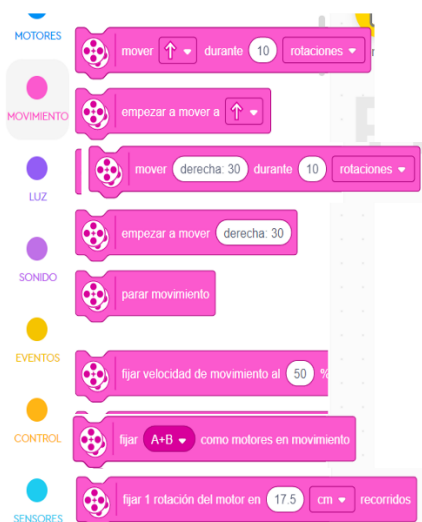 MOTORES
MOVIMIENTO
LUZ
SONIDO
EVENTOS
CONTROL
SENSORES
mover ↑ durante 10 rotaciones
empezar a mover a ↑
mover derecha: 30 durante 10 rotaciones
empezar a mover derecha: 30
parar movimiento
fijar velocidad de movimiento al 50 %
fijar A+B como motores en movimiento
fijar 1 rotación del motor en 17.5 cm recorridos